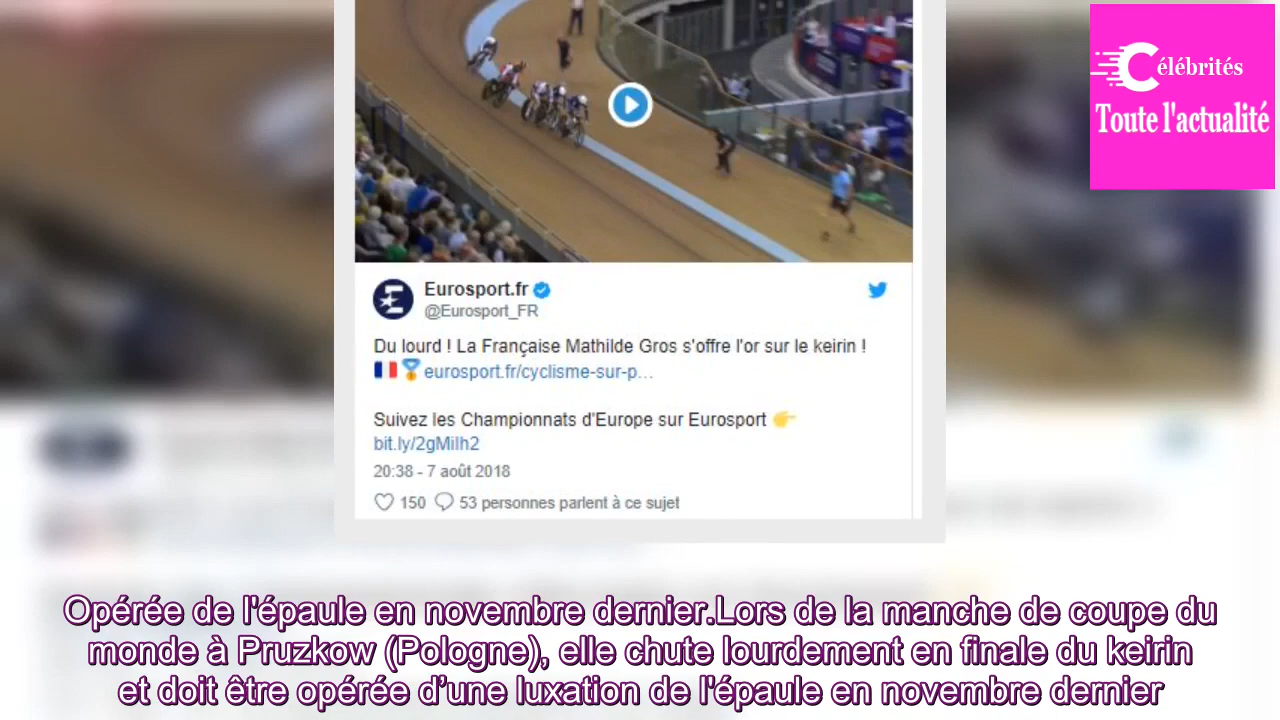 Célébrités
Toute l'actualité
Eurosport.fr
@Eurosport_FR
Du lourd ! La Française Mathilde Gros s'offre l'or sur le keirin !
eurosport.fr/cyclisme-sur-p…
Suivez les Championnats d'Europe sur Eurosport
bit.ly/2gMiIh2
20:38 - 7 août 2018
150 53 personnes parlent à ce sujet
Opérée de l'épaule en novembre dernier.Lors de la manche de coupe du
monde à Pruzkow (Pologne), elle chute lourdement en finale du keirin
et doit être opérée d’une luxation de l'épaule en novembre dernier